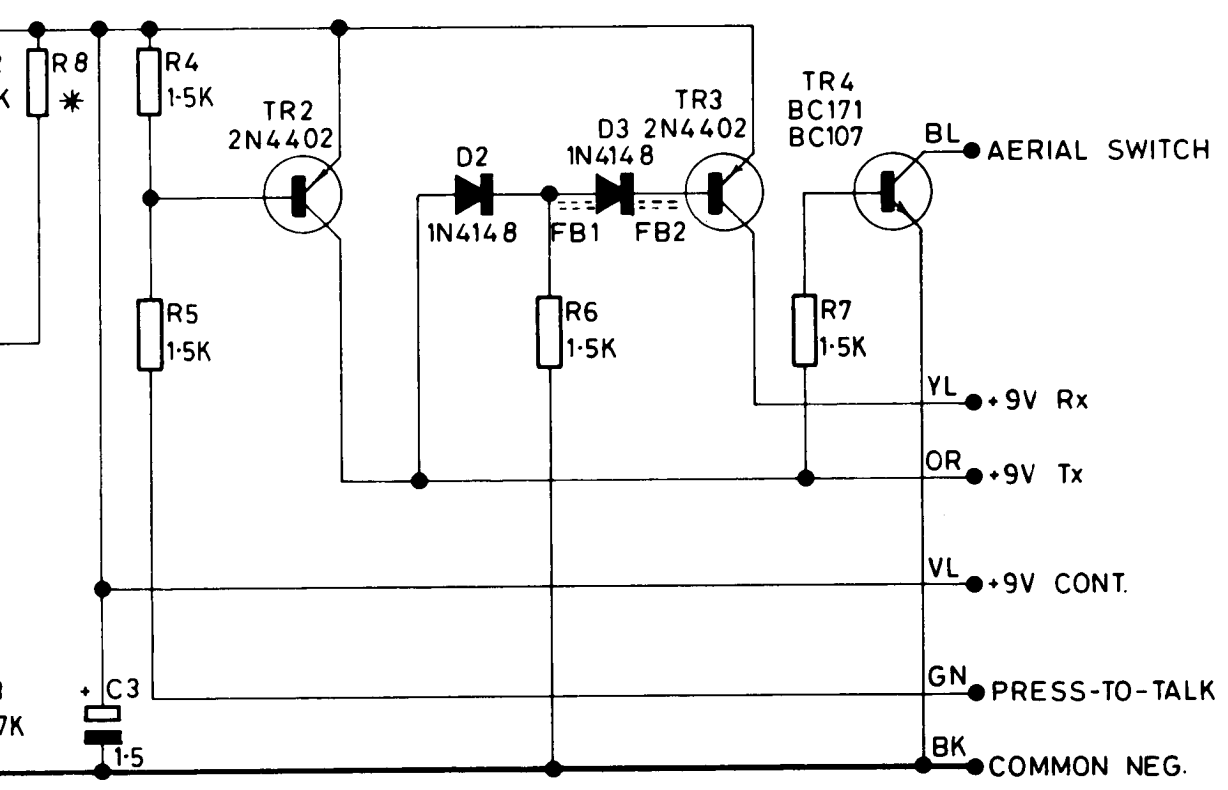 R8
*
R4
1·5K
TR2
2N4402
D2
1N4148
D3
1N4148
TR3
2N4402
TR4
BC171
BC107
BL
AERIAL SWITCH
FB1
FB2
R5
1·5K
R6
1·5K
R7
1·5K
YL
+9V Rx
OR
+9V Tx
VL
+9V CONT.
GN
PRESS-TO-TALK
+
C3
1·5
K
7K
BK
COMMON NEG.